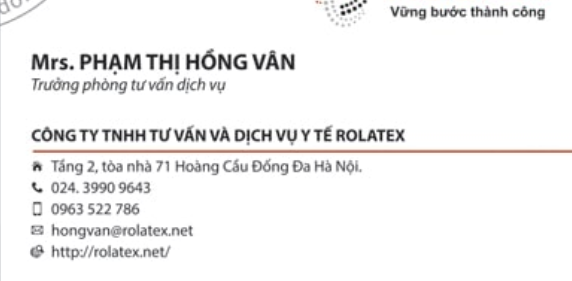 Vững bước thành công
Mrs. PHẠM THỊ HỒNG VÂN
Trưởng phòng tư vấn dịch vụ
CÔNG TY TNHH TƯ VẤN VÀ DỊCH VỤ Y TẾ ROLATEX
Tầng 2, tòa nhà 71 Hoàng Cầu Đống Đa Hà Nội.
024. 3990 9643
0963 522 786
hongvan@rolatex.net
http://rolatex.net/